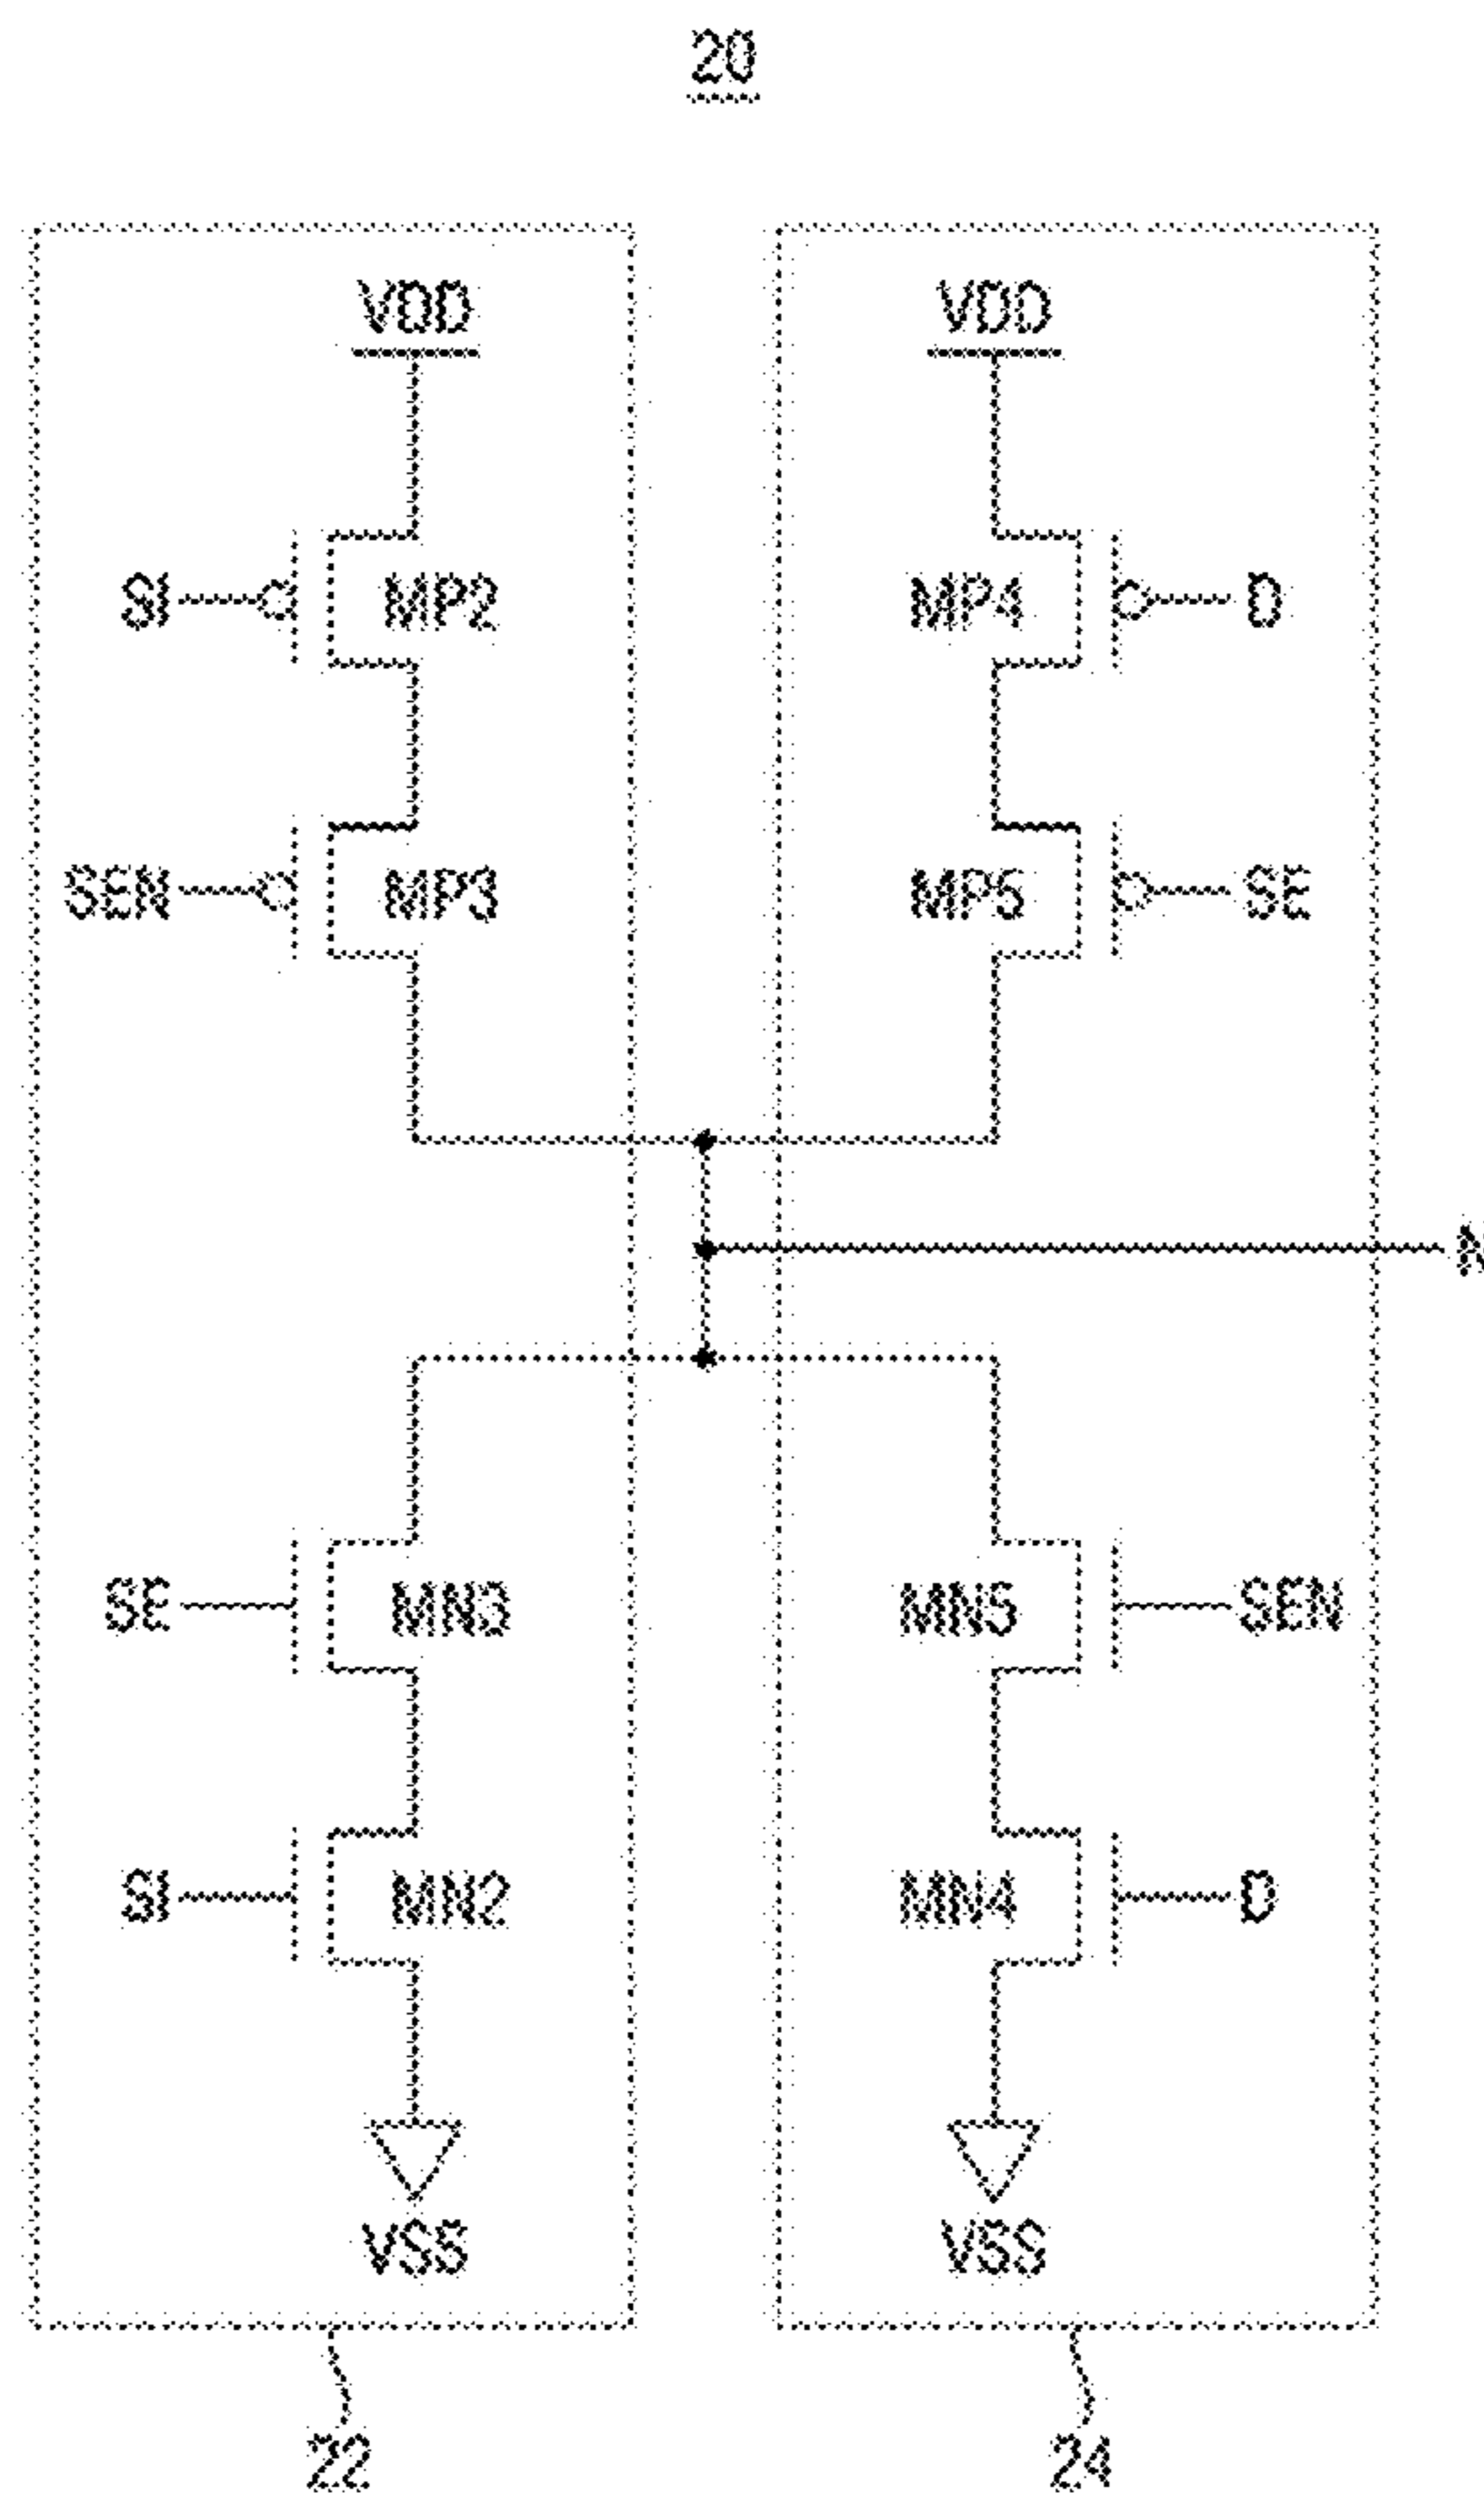 20
VDD VDD
SI MP2 MP4 D
SEN MP3 MP5 SE
SE MN3 MN5 SEN
SI MN2 MN4 D
VSS VSS
22 24